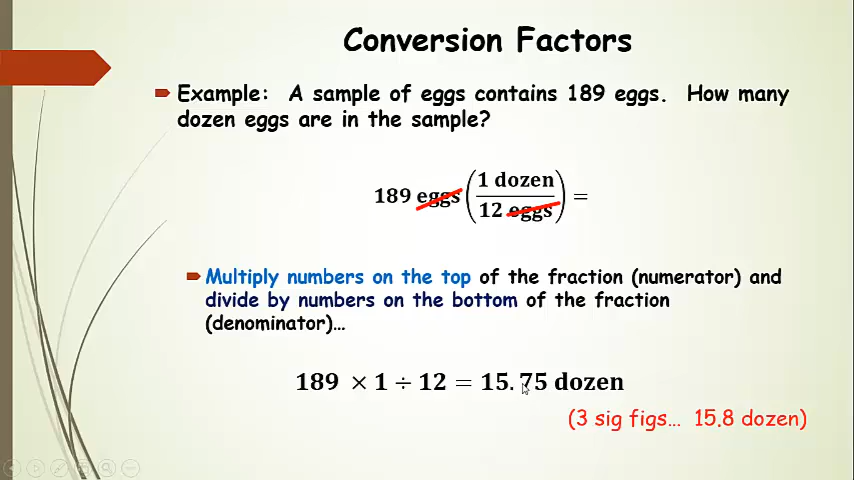 Conversion Factors
Example: A sample of eggs contains 189 eggs. How many
dozen eggs are in the sample?
189 eggs (1 dozen / 12 eggs) =
Multiply numbers on the top of the fraction (numerator) and
divide by numbers on the bottom of the fraction
(denominator)…
189 × 1 ÷ 12 = 15.75 dozen
(3 sig figs… 15.8 dozen)